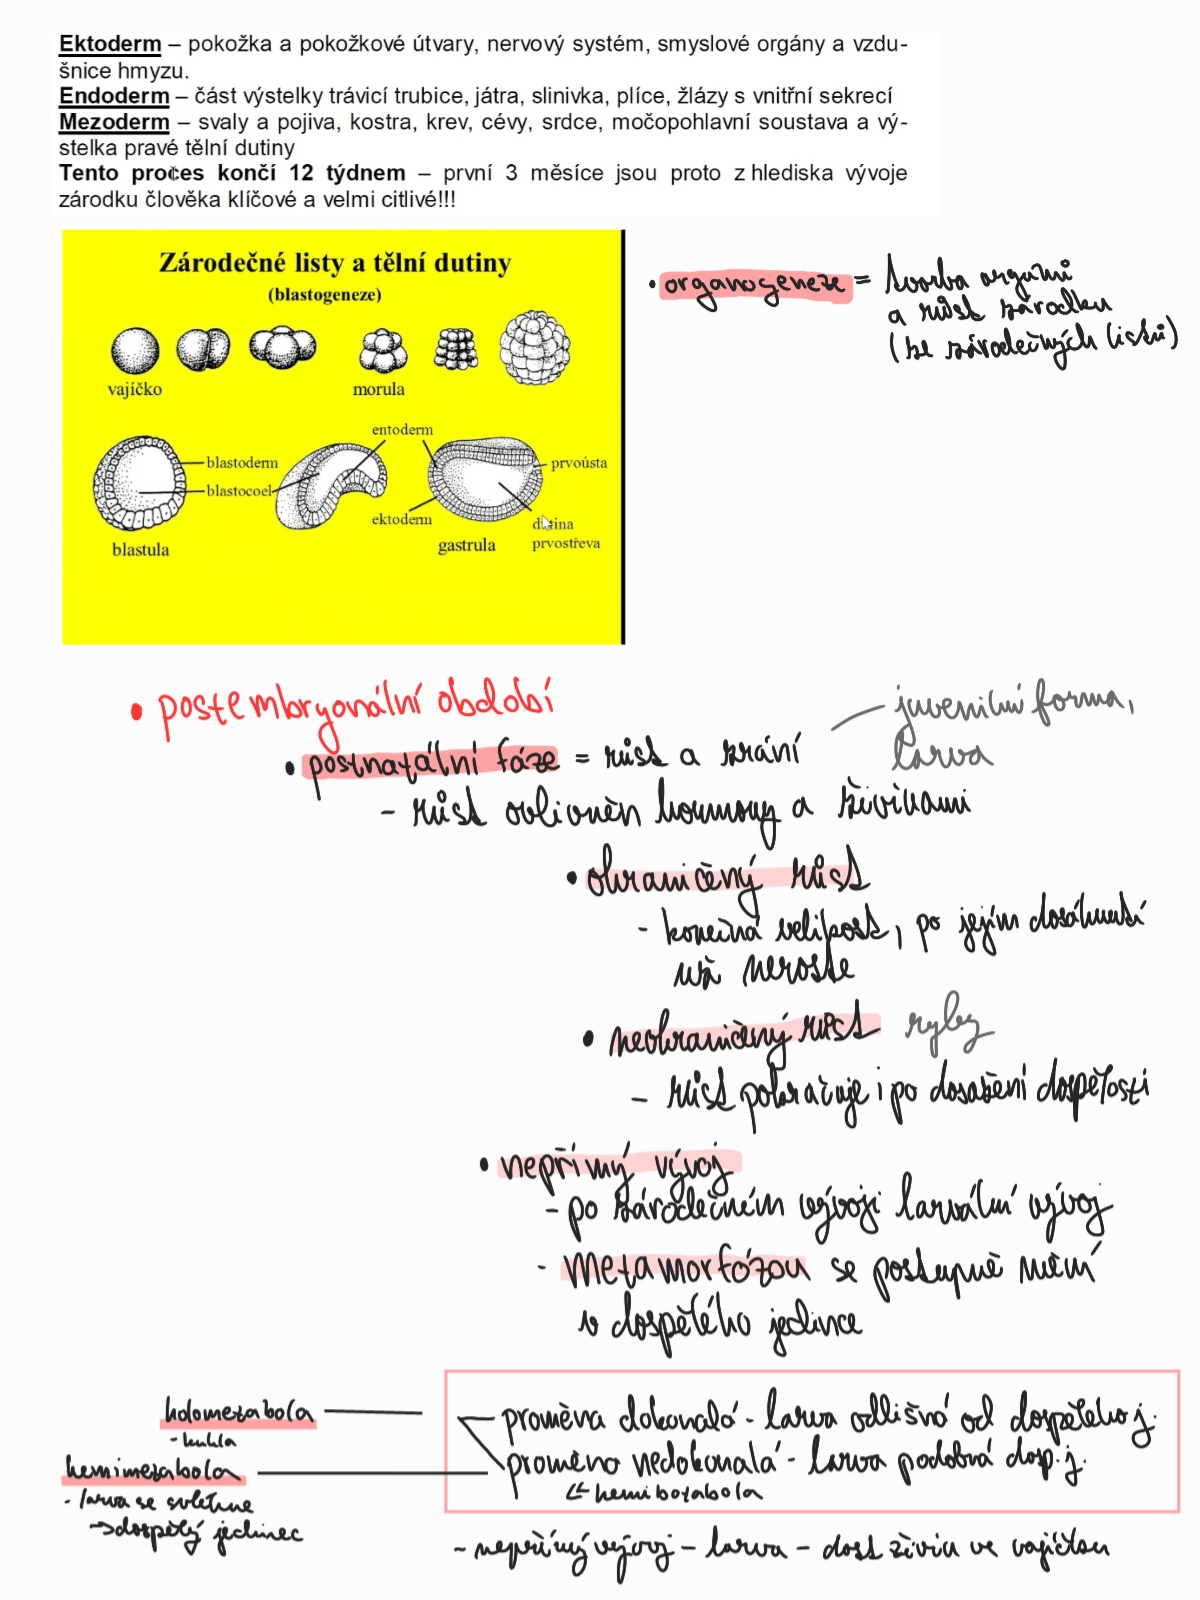 Ektoderm – pokožka a pokožkové útvary, nervový systém, smyslové orgány a vzdu-
šnice hmyzu.
Endoderm – část výstelky trávicí trubice, játra, slinivka, plíce, žlázy s vnitřní sekrecí
Mezoderm – svaly a pojiva, kostra, krev, cévy, srdce, močopohlavní soustava a vý-
stelka pravé tělní dutiny
Tento proces končí 12 týdnem – první 3 měsíce jsou proto z hlediska vývoje
zárodku člověka klíčové a velmi citlivé!!!
Zárodečné listy a tělní dutiny
(blastogeneze)
vajíčko
morula
entoderm
blastoderm
blastocoel
prvoústa
ektoderm
dutina
prvostřeva
blastula
gastrula
• organogeneze = tvorba orgánů
a růst zárodku
(ze zárodečných listů)
• postembryonální období
• postnatální fáze = růst a zrání
juvenilní forma,
larva
- růst ovlivněn hormony a živinami
• ohraničený růst
- konečná velikost, po jejím dosáhnutí
už neroste
• neohraničený růst ryby
- růst pokračuje i po dosažení dospělosti
• nepřímý vývoj
- po zárodečném vývoji larvální vývoj
- metamorfózou se postupně mění
v dospělého jedince
holometabola
- kukla
hemimetabola
- larva se svlékne
→ dospělý jedinec
proměna dokonalá - larva odlišná od dospělého j.
proměna nedokonalá - larva podobná dosp. j.
hemibotabola
- nepřímý vývoj - larva - dost živin ve vajíčku